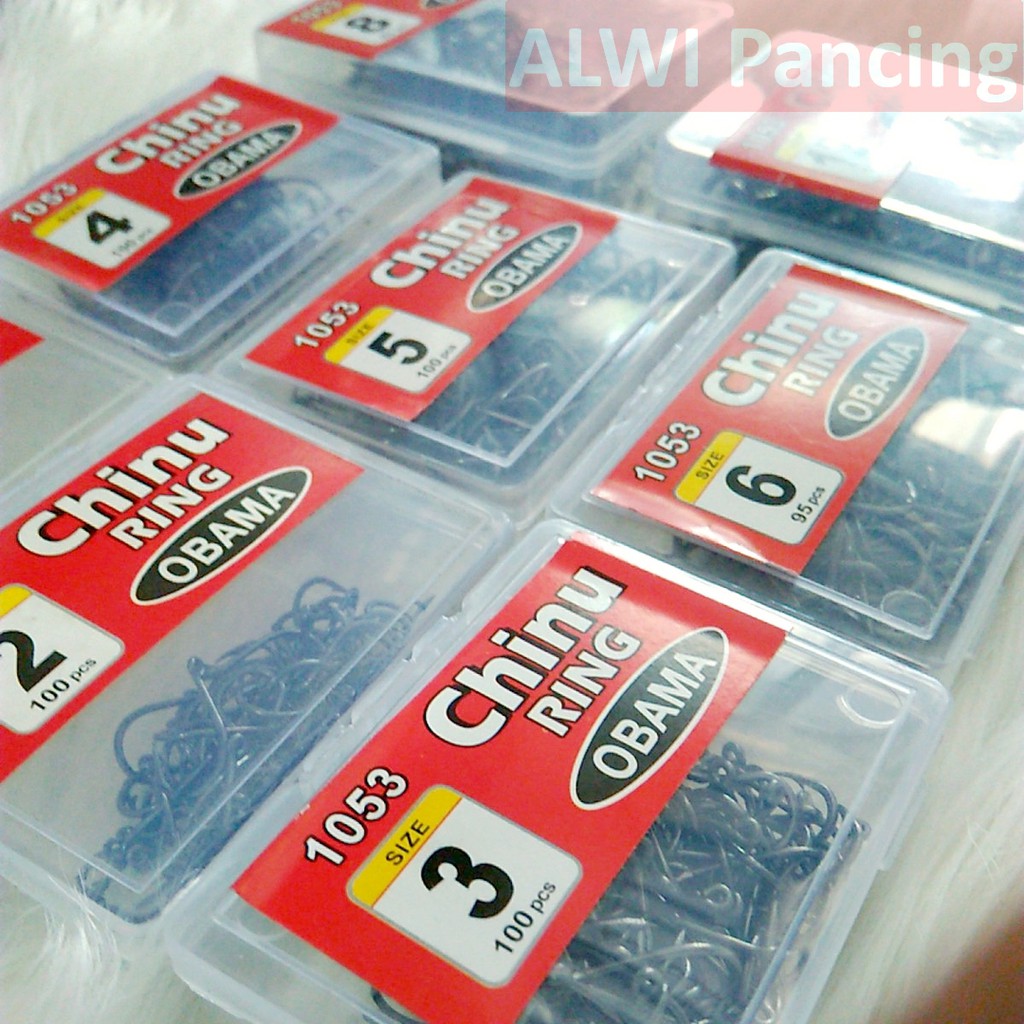 ALWI Pancing
1053
8
Chinu
RING
OBAMA
1053
SIZE
4
100 pcs
Chinu
RING
OBAMA
1053
SIZE
5
100 pcs
Chinu
RING
OBAMA
1053
SIZE
6
95 pcs
Chinu
RING
OBAMA
2
100 pcs
Chinu
RING
OBAMA
1053
SIZE
3
100 pcs